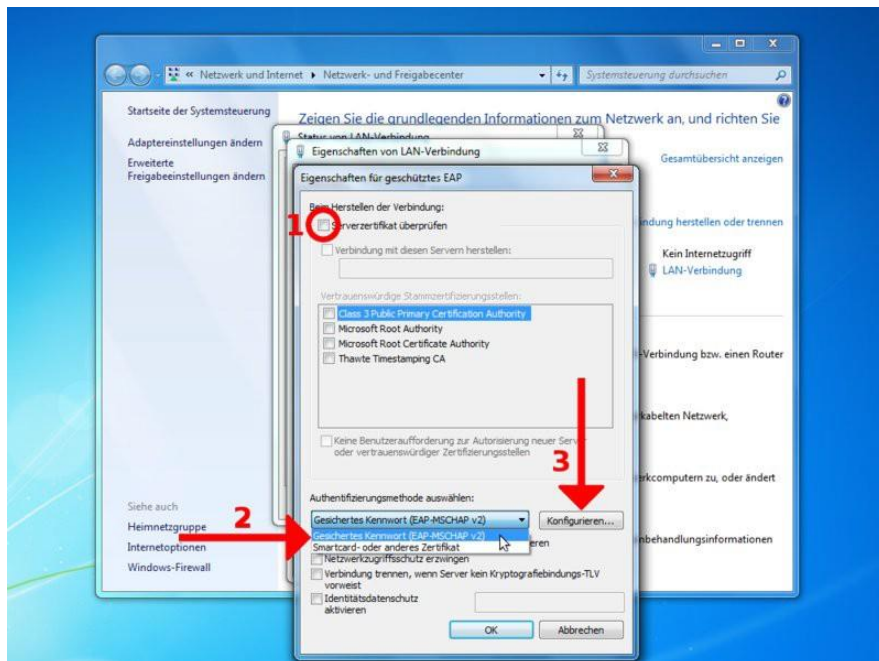 « Netzwerk und Internet ▸ Netzwerk- und Freigabecenter
Systemsteuerung durchsuchen
Startseite der Systemsteuerung
Adaptereinstellungen ändern
Erweiterte
Freigabeeinstellungen ändern
Siehe auch
Heimnetzgruppe
Internetoptionen
Windows-Firewall
Zeigen Sie die grundlegenden Informationen zum Netzwerk an, und richten Sie
Status von LAN-Verbindung
Eigenschaften von LAN-Verbindung
Gesamtübersicht anzeigen
indung herstellen oder trennen
Kein Internetzugriff
LAN-Verbindung
-Verbindung bzw. einen Router
kabelten Netzwerk,
rkcomputern zu, oder ändert
nbehandlungsinformationen
Eigenschaften für geschütztes EAP
Beim Herstellen der Verbindung:
1
Serverzertifikat überprüfen
Verbindung mit diesen Servern herstellen:
Vertrauenswürdige Stammzertifizierungsstellen:
Class 3 Public Primary Certification Authority
Microsoft Root Authority
Microsoft Root Certificate Authority
Thawte Timestamping CA
Keine Benutzeraufforderung zur Autorisierung neuer Server
oder vertrauenswürdiger Zertifizierungsstellen
3
Authentifizierungsmethode auswählen:
2
Gesichertes Kennwort (EAP-MSCHAP v2)
Konfigurieren...
Gesichertes Kennwort (EAP-MSCHAP v2)
Smartcard- oder anderes Zertifikat
eren
Netzwerkzugriffsschutz erzwingen
Verbindung trennen, wenn Server kein Kryptografiebindungs-TLV
vorweist
Identitätsdatenschutz
aktivieren
OK
Abbrechen